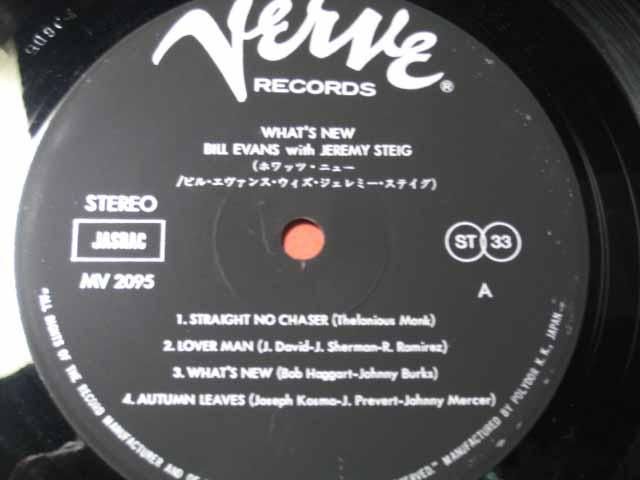 Verve
RECORDS ®
WHAT'S NEW
BILL EVANS with JEREMY STEIG
(ホワッツ・ニュー
/ビル・エヴァンス・ウィズ・ジェレミー・ステイグ)
STEREO
JASRAC
MV 2095
ST 33
A
1. STRAIGHT NO CHASER (Thelonious Monk)
2. LOVER MAN (J. David-J. Sherman-R. Ramirez)
3. WHAT'S NEW (Bob Haggart-Johnny Burks)
4. AUTUMN LEAVES (Joseph Kosma-J. Prevert-Johnny Mercer)
"ALL RIGHTS OF THE RECORD MANUFACTURER AND OF
RESERVED" MANUFACTURED BY POLYDOR K. K. JAPAN.